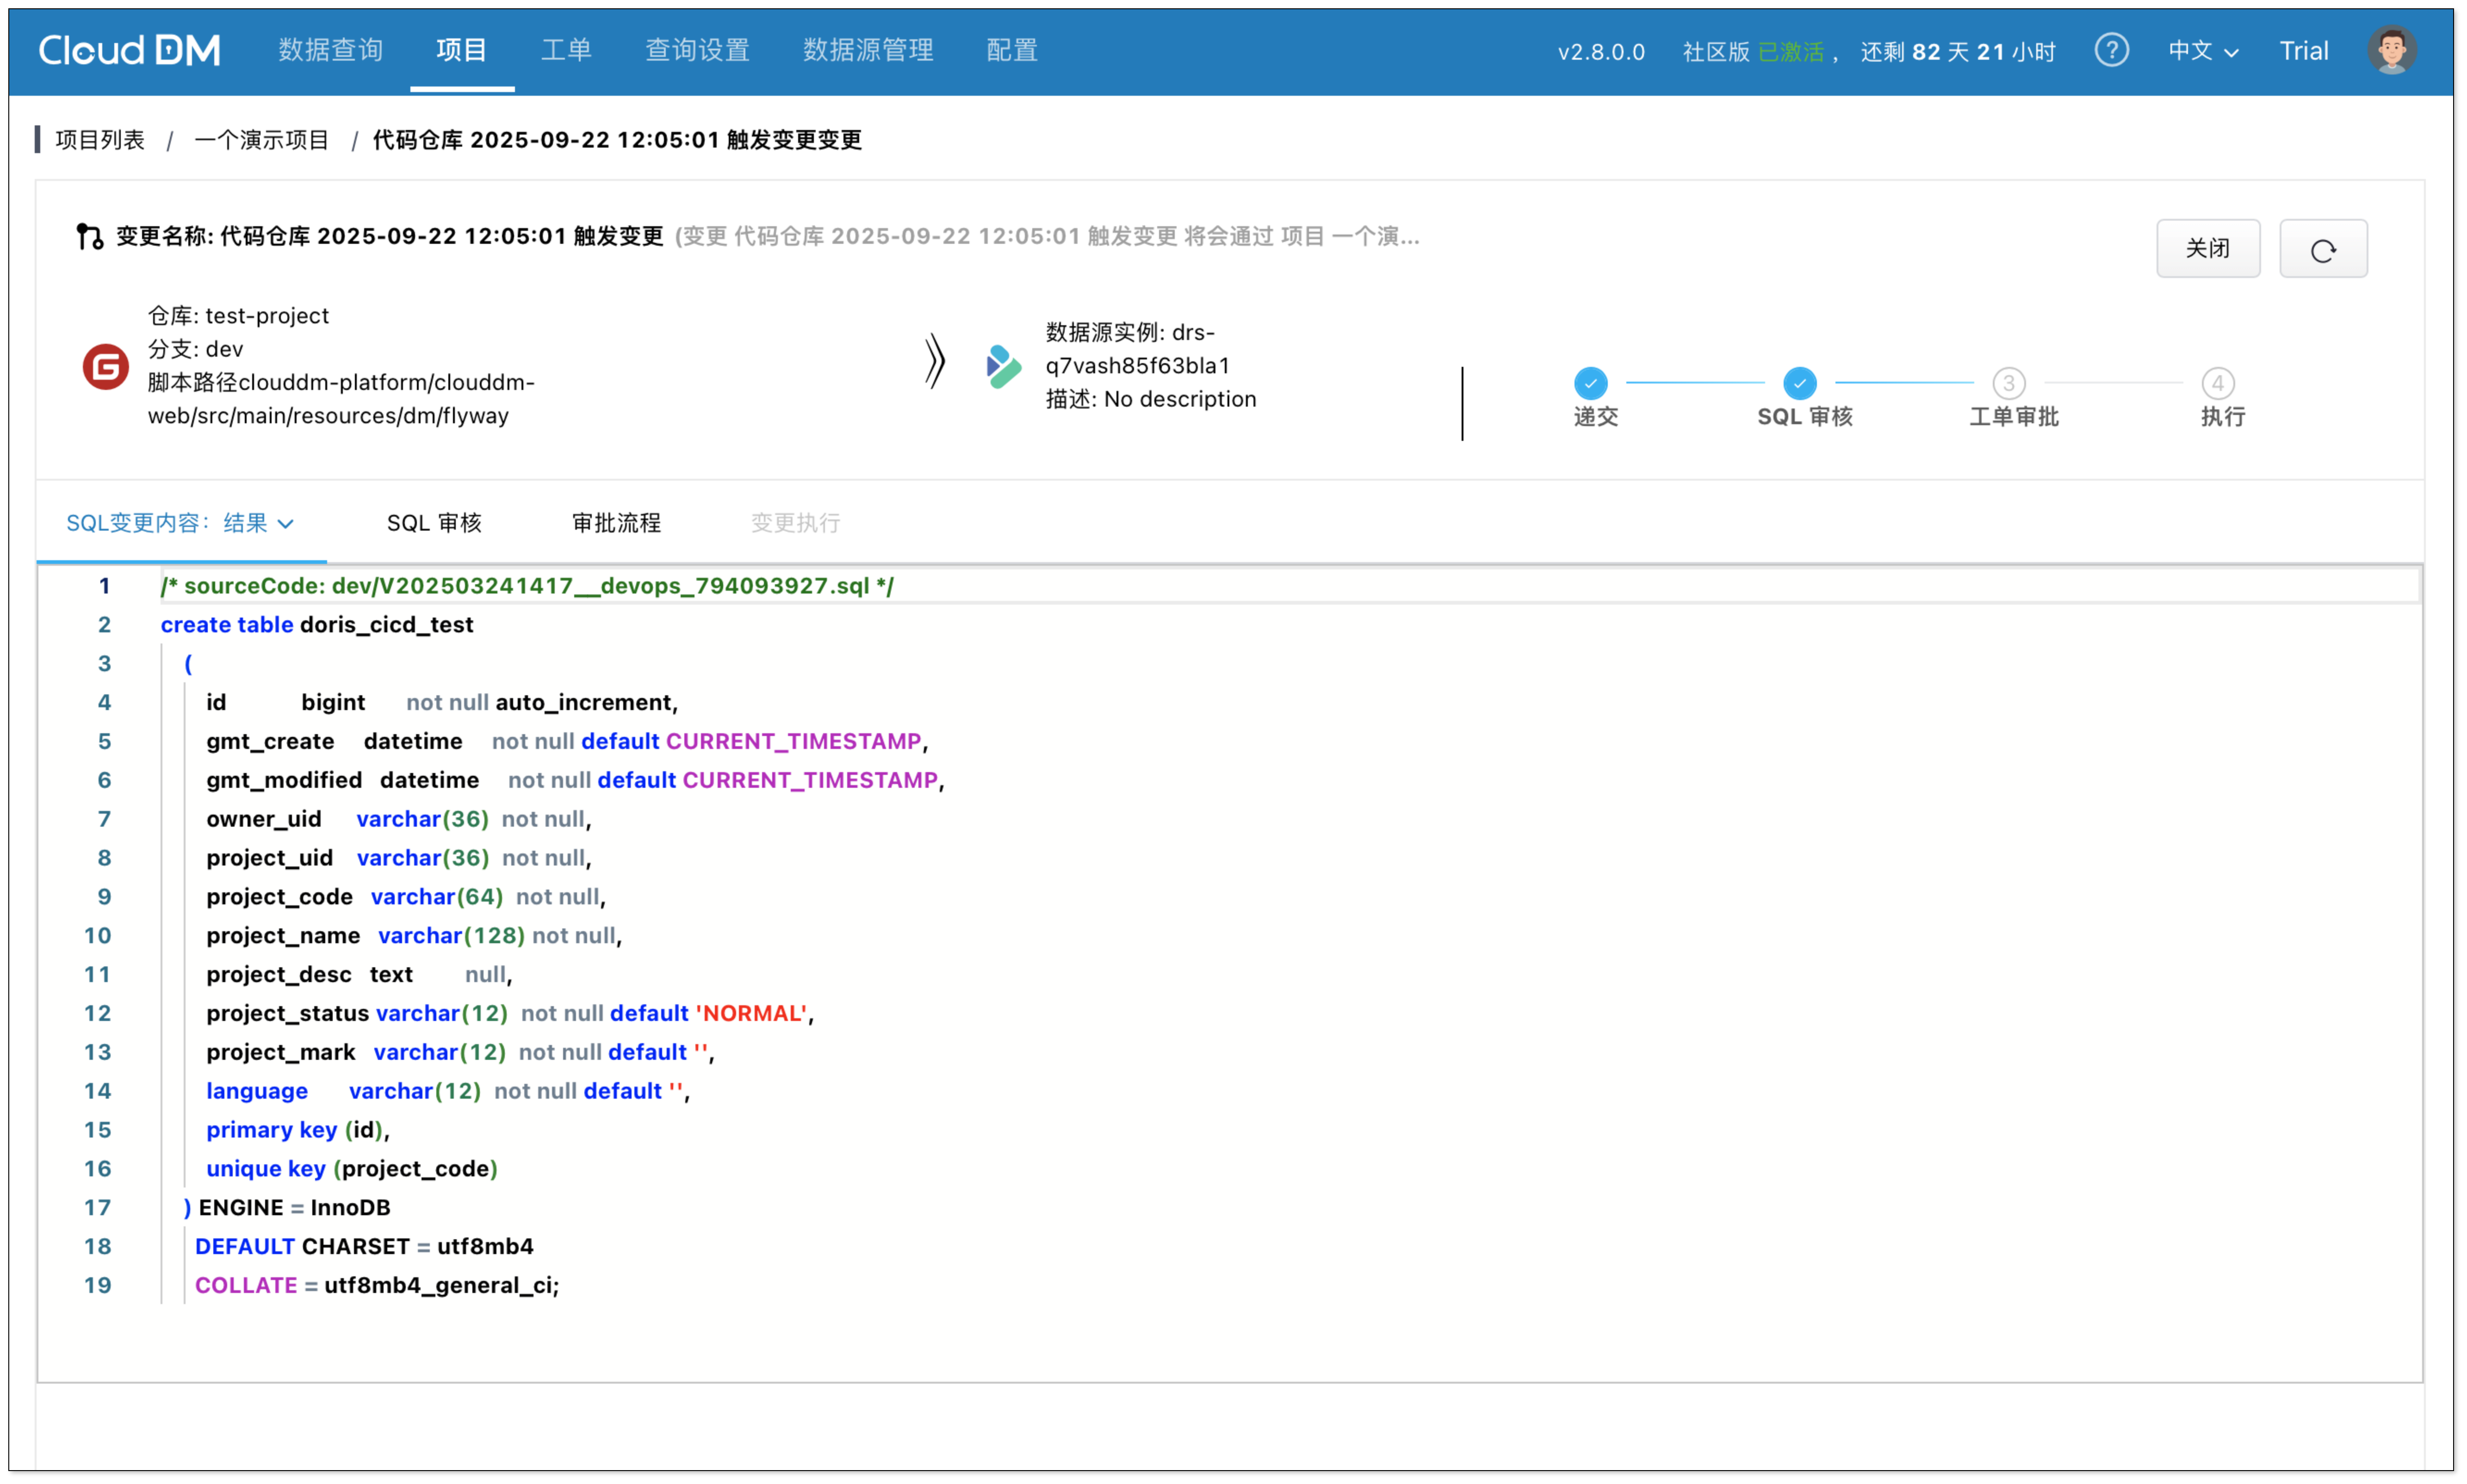 Cloud DM 数据查询 项目 工单 查询设置 数据源管理 配置 v2.8.0.0 社区版 已激活， 还剩 82 天 21 小时 ? 中文 Trial
项目列表 / 一个演示项目 / 代码仓库 2025-09-22 12:05:01 触发变更变更
变更名称: 代码仓库 2025-09-22 12:05:01 触发变更 (变更 代码仓库 2025-09-22 12:05:01 触发变更 将会通过 项目 一个演...
关闭
G
仓库: test-project
分支: dev
脚本路径clouddm-platform/clouddm-
web/src/main/resources/dm/flyway
数据源实例: drs-
q7vash85f63bla1
描述: No description
3 4
递交 SQL 审核 工单审批 执行
SQL变更内容： 结果 SQL 审核 审批流程 变更执行
1 /* sourceCode: dev/V202503241417__devops_794093927.sql */
2 create table doris_cicd_test
3 (
4 id bigint not null auto_increment,
5 gmt_create datetime not null default CURRENT_TIMESTAMP,
6 gmt_modified datetime not null default CURRENT_TIMESTAMP,
7 owner_uid varchar(36) not null,
8 project_uid varchar(36) not null,
9 project_code varchar(64) not null,
10 project_name varchar(128) not null,
11 project_desc text null,
12 project_status varchar(12) not null default 'NORMAL',
13 project_mark varchar(12) not null default '',
14 language varchar(12) not null default '',
15 primary key (id),
16 unique key (project_code)
17 ) ENGINE = InnoDB
18 DEFAULT CHARSET = utf8mb4
19 COLLATE = utf8mb4_general_ci;